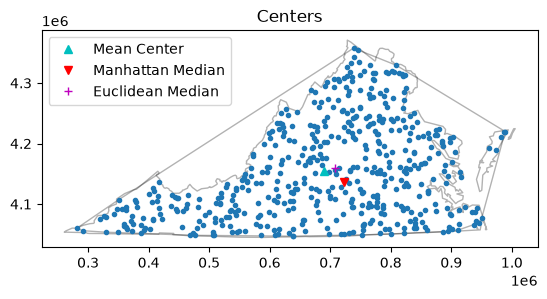 Centers
1e6
Mean Center
Manhattan Median
Euclidean Median
4.3
4.2
4.1
0.3 0.4 0.5 0.6 0.7 0.8 0.9 1.0
1e6